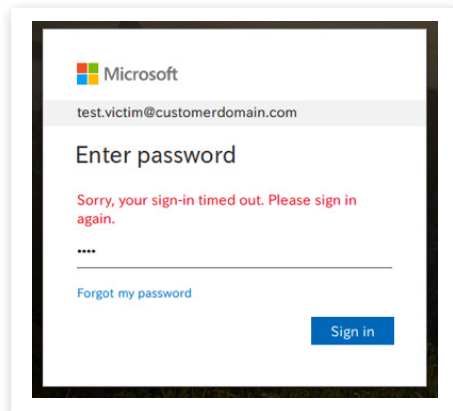 Microsoft
test.victim@customerdomain.com
Enter password
Sorry, your sign-in timed out. Please sign in
again.
••••
Forgot my password
Sign in